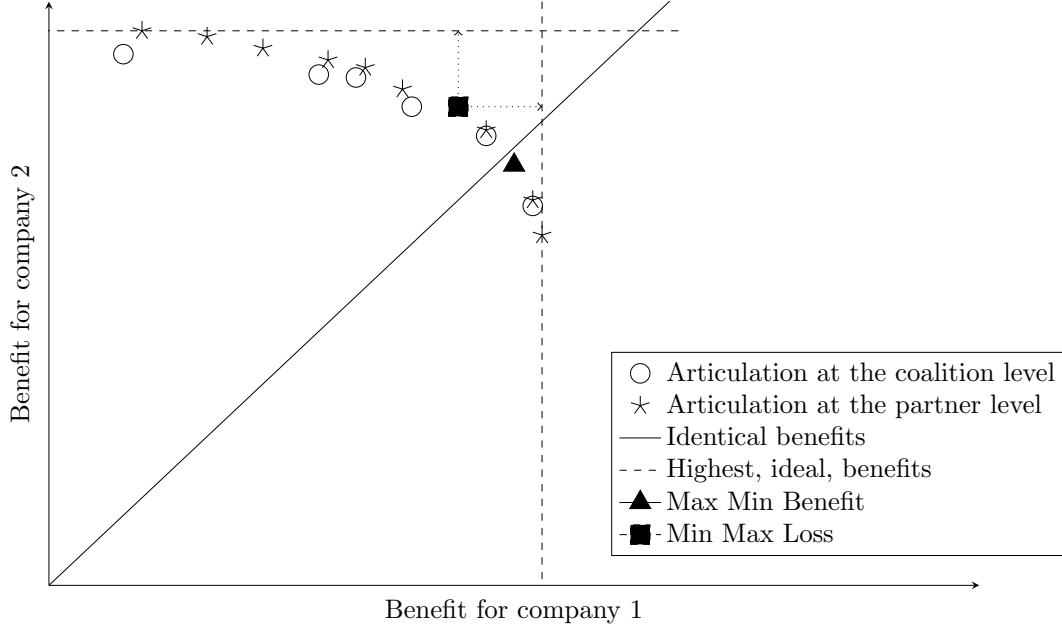 Benefit for company 2
Articulation at the coalition level
Articulation at the partner level
Identical benefits
Highest, ideal, benefits
Max Min Benefit
Min Max Loss
Benefit for company 1